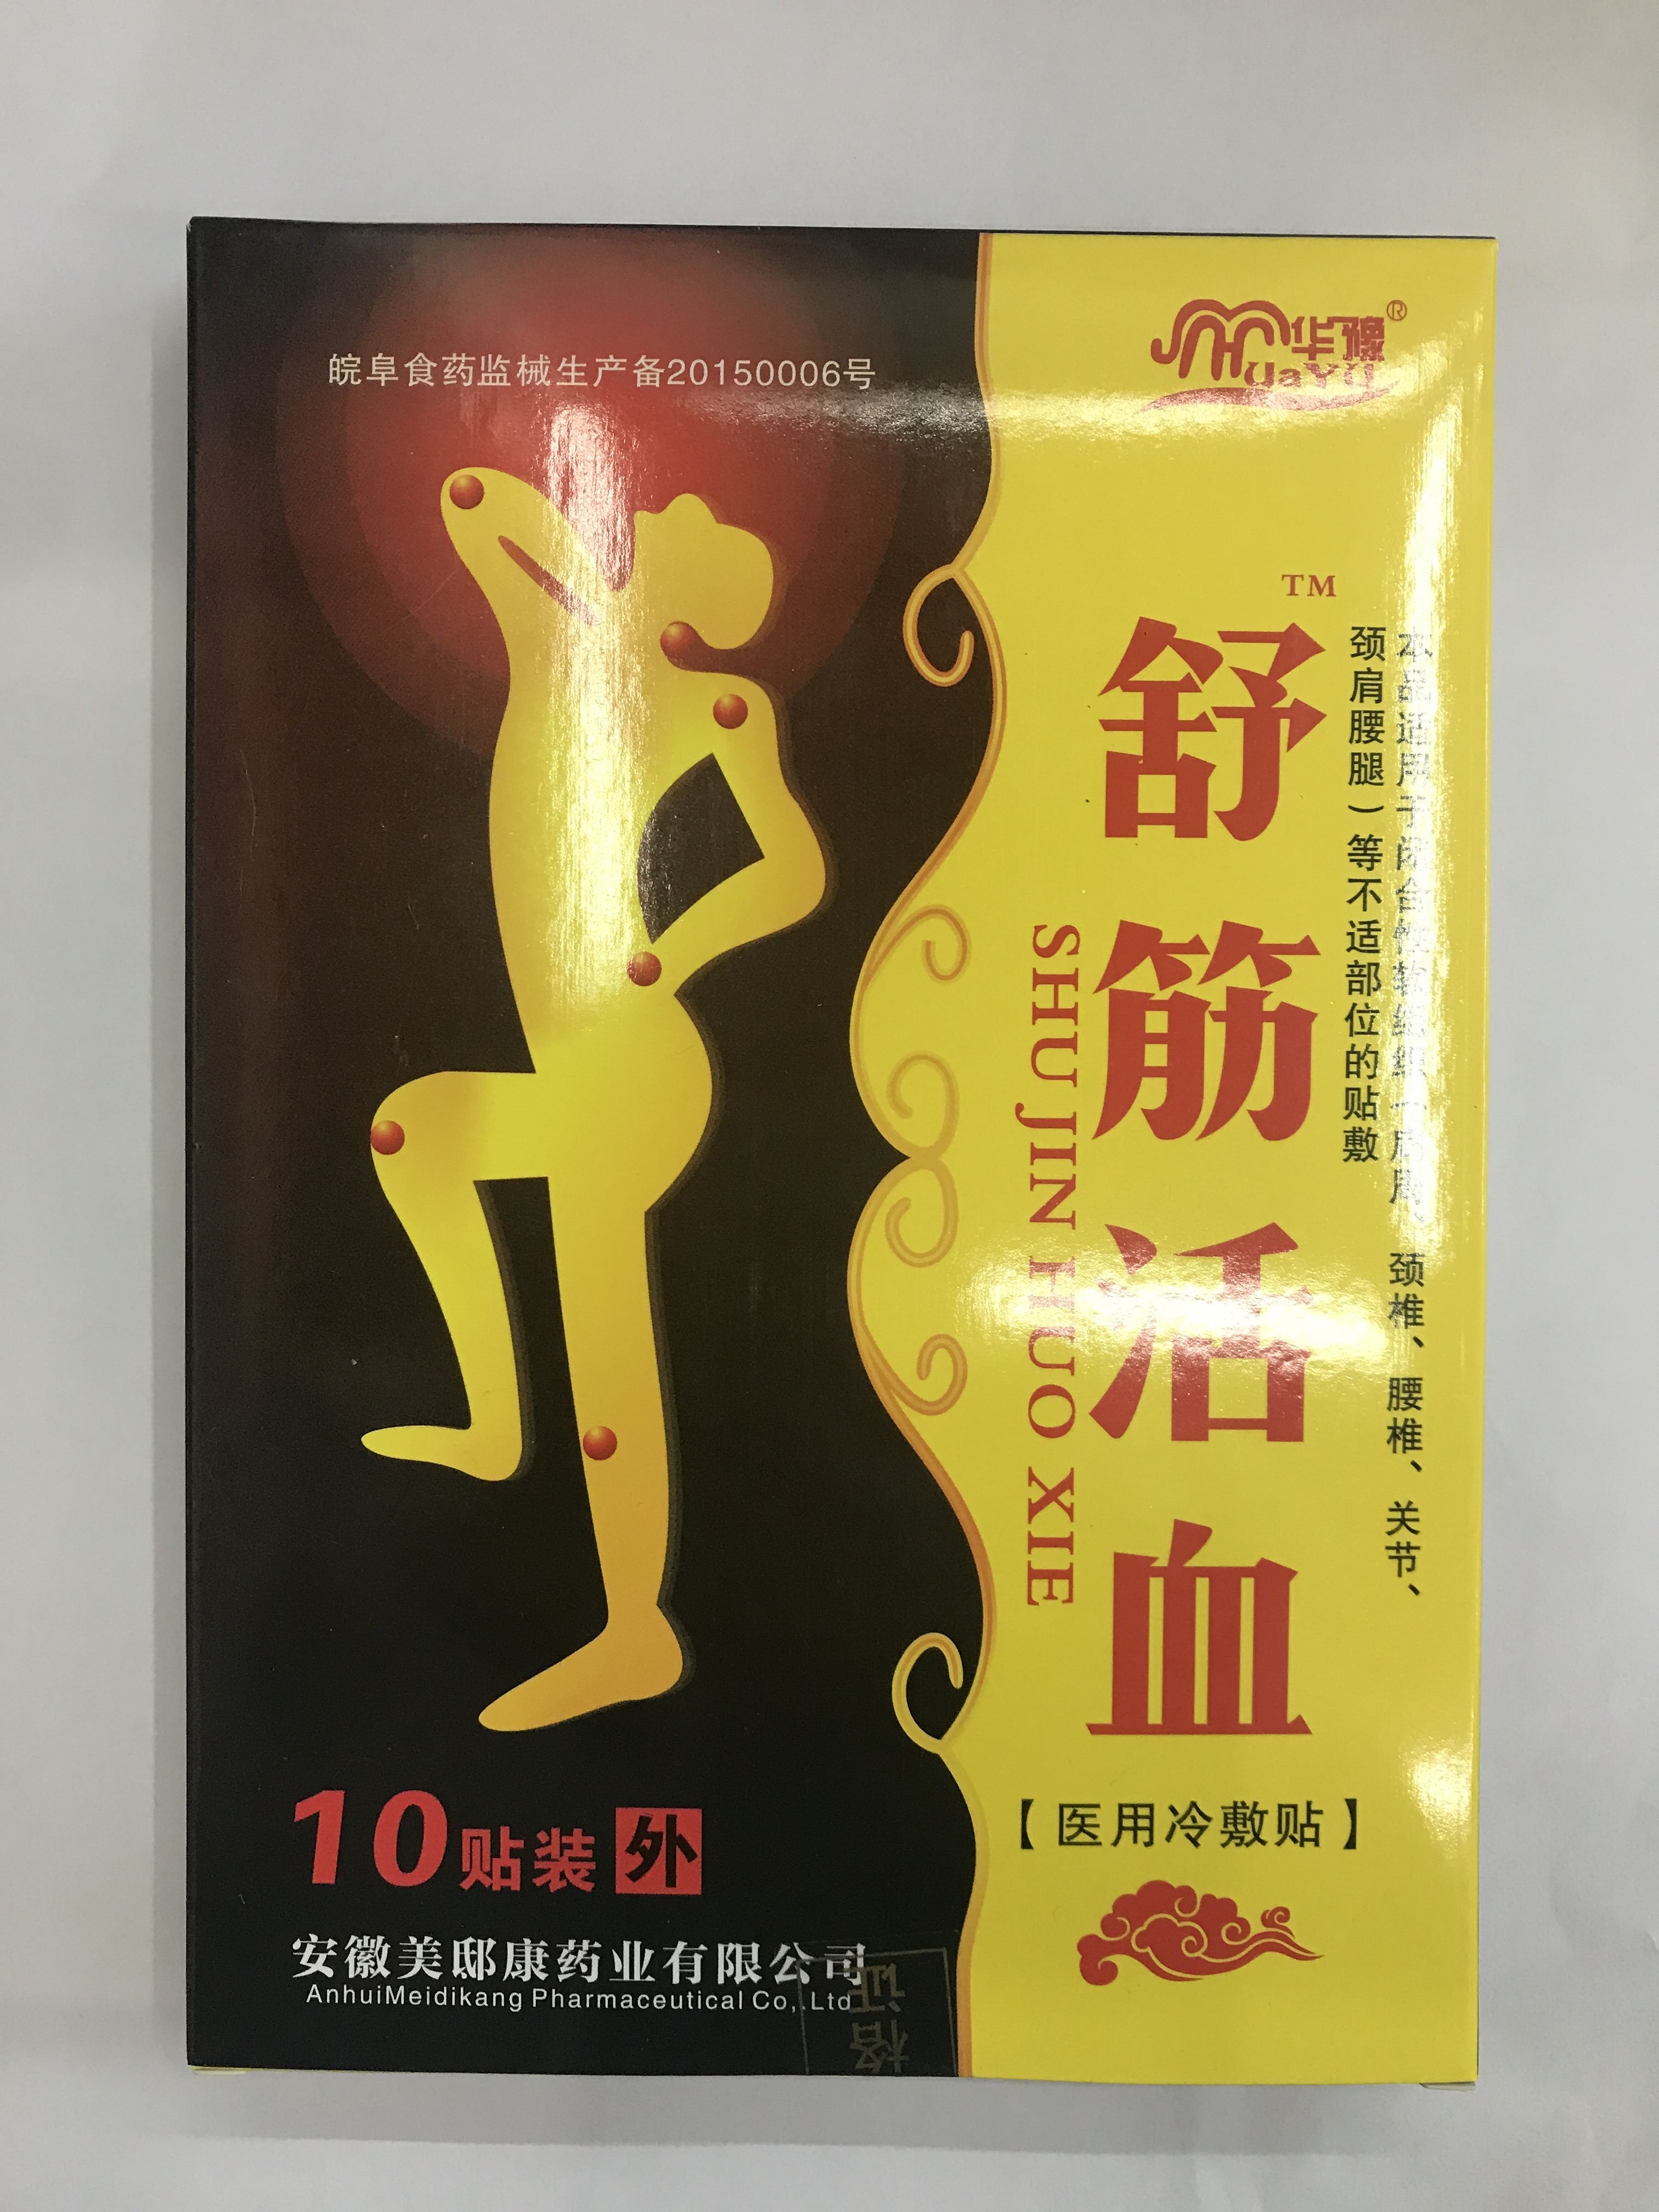 皖阜食药监械生产备20150006号
华豫®
HuaYU
TM
本品适用于闭合性软组织（肩周、颈椎、腰椎、关节、
颈肩腰腿）等不适部位的贴敷
舒筋活血
SHU JIN HUO XIE
【医用冷敷贴】
10贴装 外
安徽美邸康药业有限公司
AnhuiMeidikang Pharmaceutical Co,.Ltd
格证